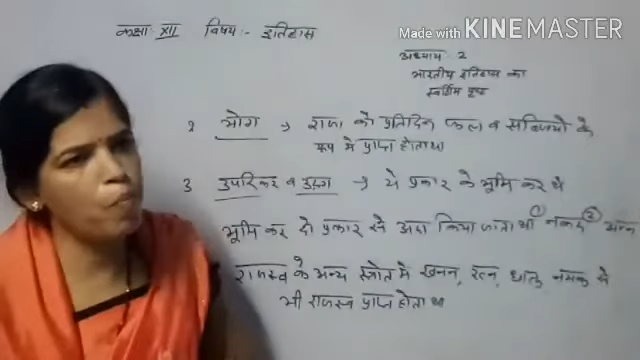 Made with KINEMASTER
कक्षा: XII विषय:- इतिहास
अध्याय 2
भारतीय इतिहास का
स्वर्णिम पृष्ठ
2 भोग → राजा को प्रतिदिन फल व सब्जियों के
रूप में प्राप्त होता था
3 उपरिकर व उद्रंग → ये प्रकार के भूमि कर थे
भूमि कर दो प्रकार से अदा किया जाता था ① नकद ② अन्न
राजस्व के अन्य स्त्रोत में खनन, रत्न, धातु नमक से
भी राजस्व प्राप्त होता था